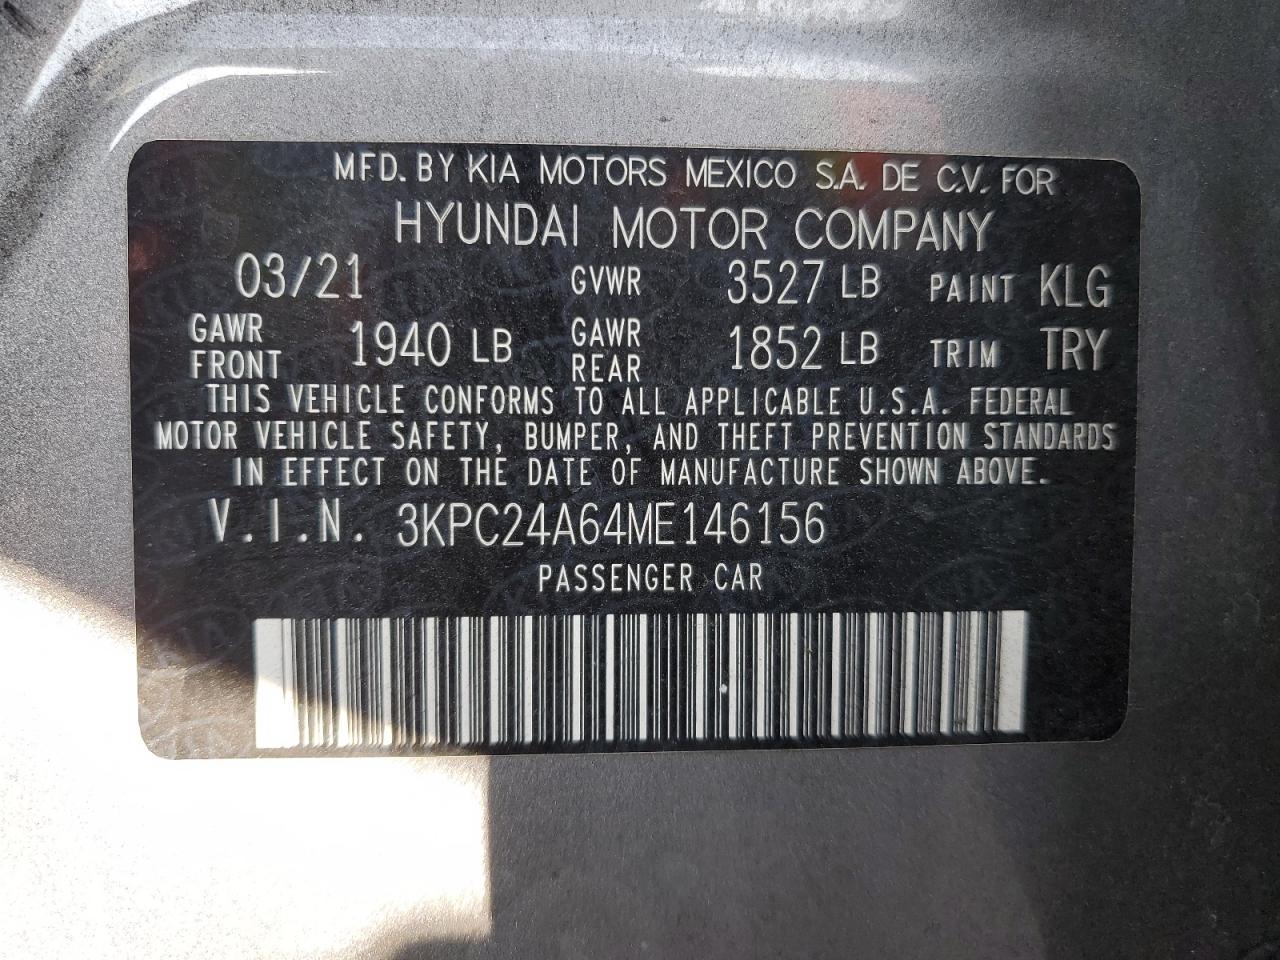 MFD. BY KIA MOTORS MEXICO S.A. DE C.V. FOR
HYUNDAI MOTOR COMPANY
03/21 GVWR 3527 LB PAINT KLG
GAWR FRONT 1940 LB GAWR REAR 1852 LB TRIM TRY
THIS VEHICLE CONFORMS TO ALL APPLICABLE U.S.A. FEDERAL
MOTOR VEHICLE SAFETY, BUMPER, AND THEFT PREVENTION STANDARDS
IN EFFECT ON THE DATE OF MANUFACTURE SHOWN ABOVE.
V.I.N. 3KPC24A64ME146156
PASSENGER CAR